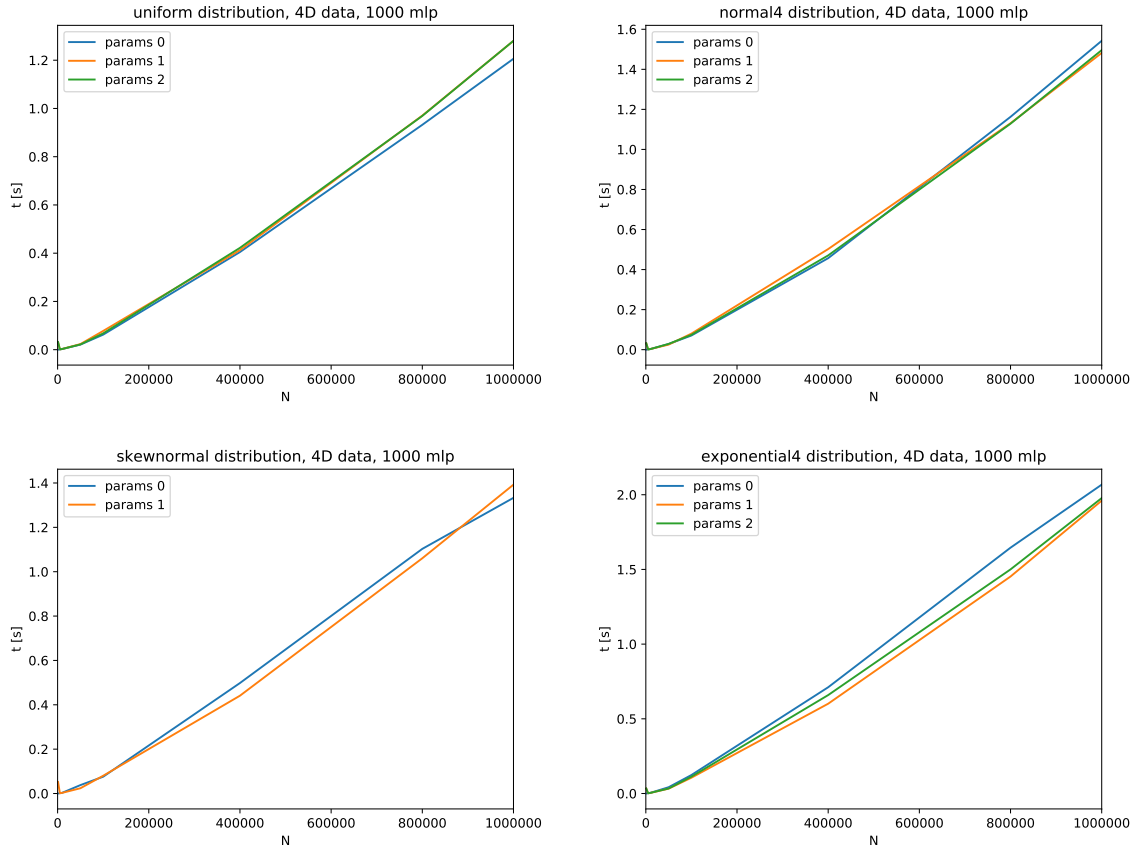 uniform distribution, 4D data, 1000 mlp
params 0
params 1
params 2
1.2
1.0
0.8
0.6
0.4
0.2
0.0
t [s]
0 200000 400000 600000 800000 1000000
N
normal4 distribution, 4D data, 1000 mlp
params 0
params 1
params 2
1.6
1.4
1.2
1.0
0.8
0.6
0.4
0.2
0.0
t [s]
0 200000 400000 600000 800000 1000000
N
skewnormal distribution, 4D data, 1000 mlp
params 0
params 1
1.4
1.2
1.0
0.8
0.6
0.4
0.2
0.0
t [s]
0 200000 400000 600000 800000 1000000
N
exponential4 distribution, 4D data, 1000 mlp
params 0
params 1
params 2
2.0
1.5
1.0
0.5
0.0
t [s]
0 200000 400000 600000 800000 1000000
N